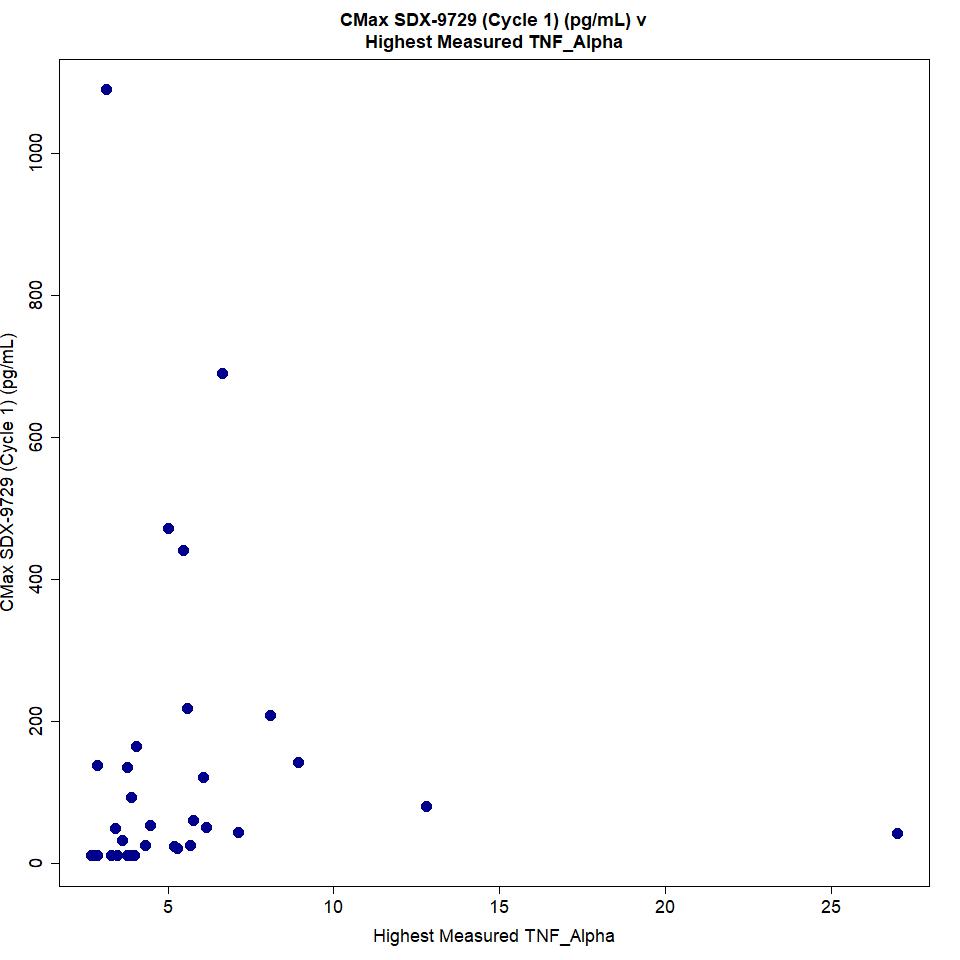 CMax SDX-9729 (Cycle 1) (pg/mL) v
Highest Measured TNF_Alpha
CMax SDX-9729 (Cycle 1) (pg/mL)
1000
800
600
400
200
0
5
10
15
20
25
Highest Measured TNF_Alpha